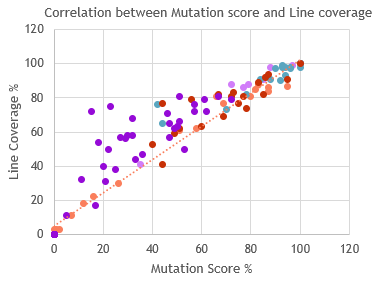 Correlation between Mutation score and Line coverage
120
100
80
60
40
20
0
Line Coverage %
0 20 40 60 80 100 120
Mutation Score %